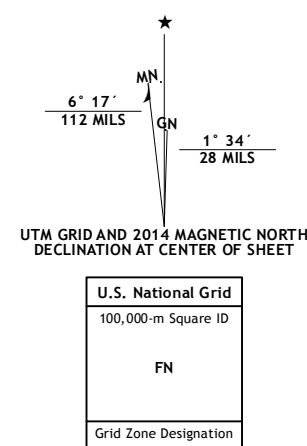 MN.
6° 17´
112 MILS
GN
1° 34´
28 MILS
UTM GRID AND 2014 MAGNETIC NORTH
DECLINATION AT CENTER OF SHEET
U.S. National Grid
100,000-m Square ID
FN
Grid Zone Designation